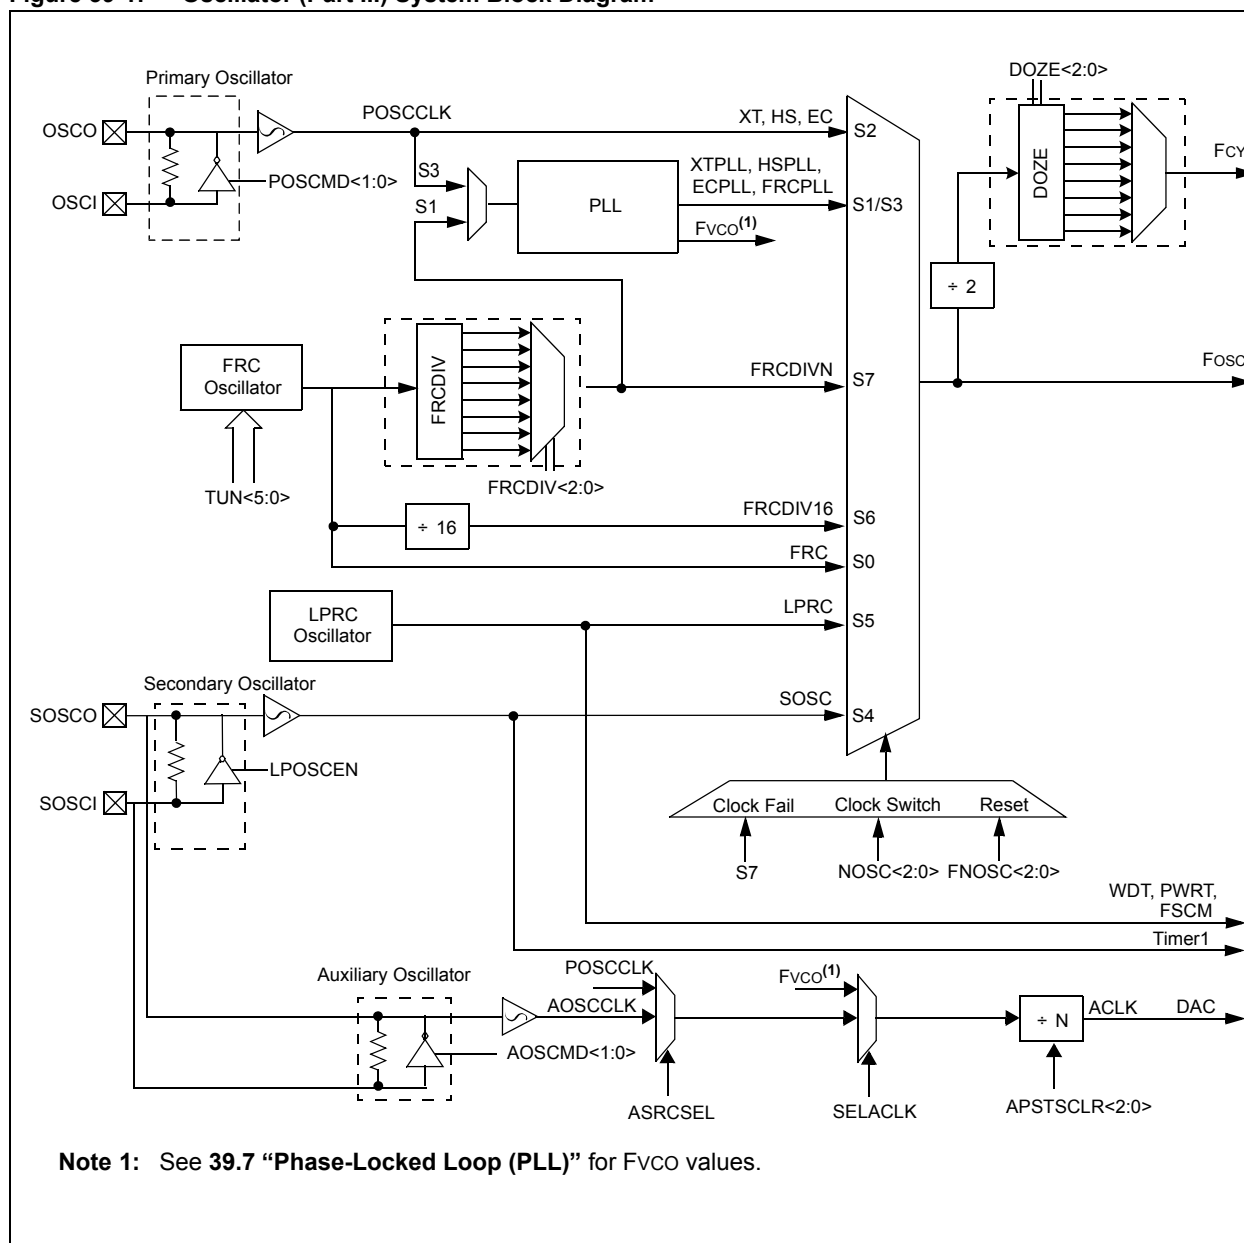 Figure 39-1: Oscillator (Part III) System Block Diagram
DOZE<2:0>
Primary Oscillator
OSCO
POSCCLK
XT, HS, EC
S2
FCY
DOZE
POSCMD<1:0>
S3
XTPLL, HSPLL,
ECPLL, FRCPLL
OSCI
S1
PLL
S1/S3
FVCO(1)
÷ 2
FRC
Oscillator
FRCDIV
FRCDIVN
S7
FOSC
TUN<5:0>
FRCDIV<2:0>
FRCDIV16
÷ 16
S6
FRC
S0
LPRC
Oscillator
LPRC
S5
Secondary Oscillator
SOSCO
SOSC
S4
LPOSCEN
SOSCI
Clock Fail
Clock Switch
Reset
S7
NOSC<2:0>
FNOSC<2:0>
WDT, PWRT,
FSCM
Timer1
Auxiliary Oscillator
POSCCLK
FVCO(1)
AOSCCLK
÷ N
ACLK
DAC
AOSCMD<1:0>
ASRCSEL
SELACLK
APSTSCLR<2:0>
Note 1: See 39.7 “Phase-Locked Loop (PLL)” for FVCO values.